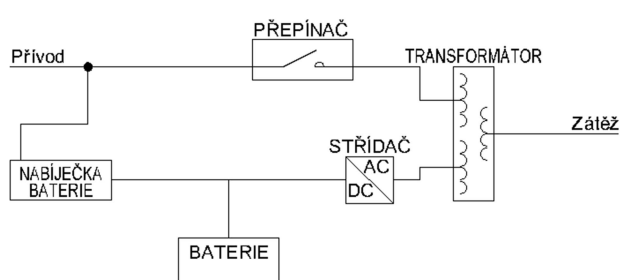 PŘEPÍNAČ
Přívod
TRANSFORMÁTOR
Zátěž
STŘÍDAČ
AC
DC
NABÍJEČKA
BATERIE
BATERIE